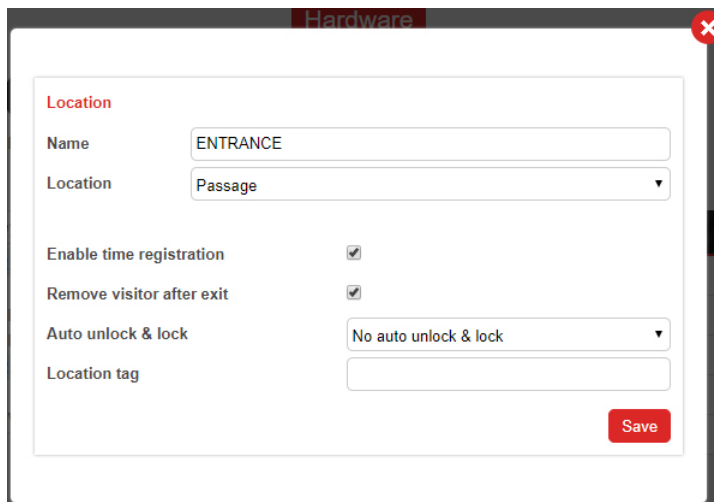 Hardware
Location
Name ENTRANCE
Location Passage
Enable time registration
Remove visitor after exit
Auto unlock & lock No auto unlock & lock
Location tag
Save